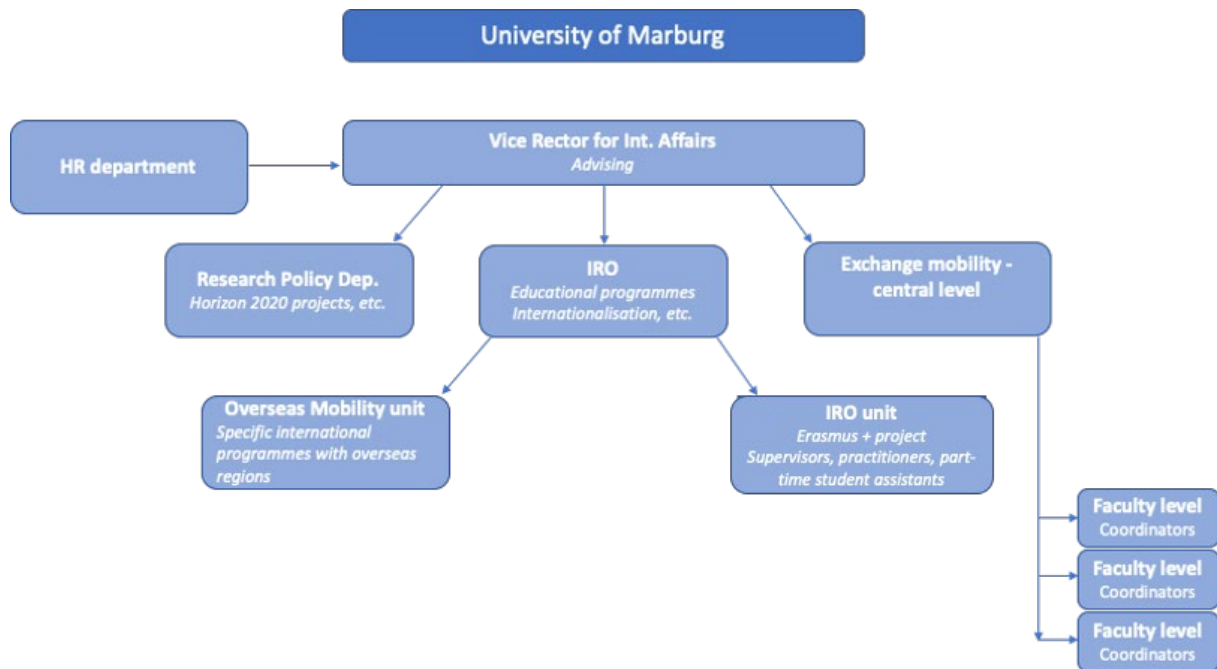 University of Marburg
HR department
Vice Rector for Int. Affairs
Advising
Research Policy Dep.
Horizon 2020 projects, etc.
IRO
Educational programmes
Internationalisation, etc.
Exchange mobility -
central level
Overseas Mobility unit
Specific international
programmes with overseas
regions
IRO unit
Erasmus + project
Supervisors, practitioners, part-
time student assistants
Faculty level
Coordinators
Faculty level
Coordinators
Faculty level
Coordinators